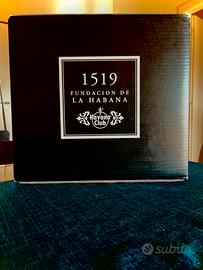 1519
FUNDACION DE
LA HABANA
Havana
Club
subito